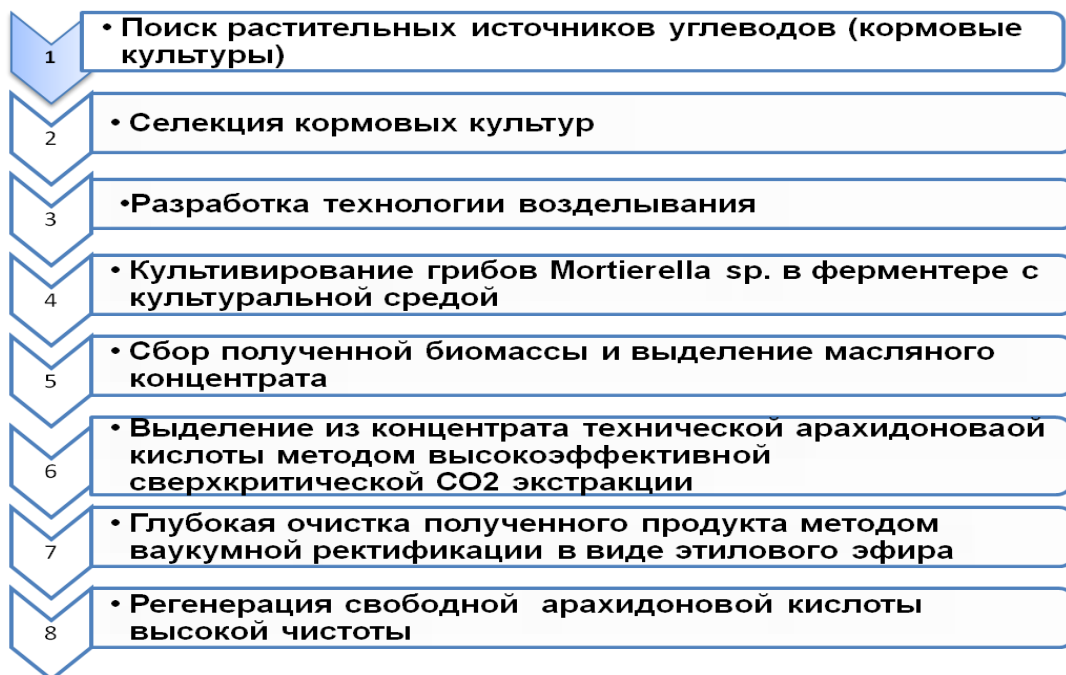 1
• Поиск растительных источников углеводов (кормовые
культуры)
2
• Селекция кормовых культур
3
•Разработка технологии возделывания
4
• Культивирование грибов Mortierella sp. в ферментере с
культуральной средой
5
• Сбор полученной биомассы и выделение масляного
концентрата
6
• Выделение из концентрата технической арахидоноваой
кислоты методом высокоэффективной
сверхкритической СО2 экстракции
7
• Глубокая очистка полученного продукта методом
ваукумной ректификации в виде этилового эфира
8
• Регенерация свободной арахидоновой кислоты
высокой чистоты